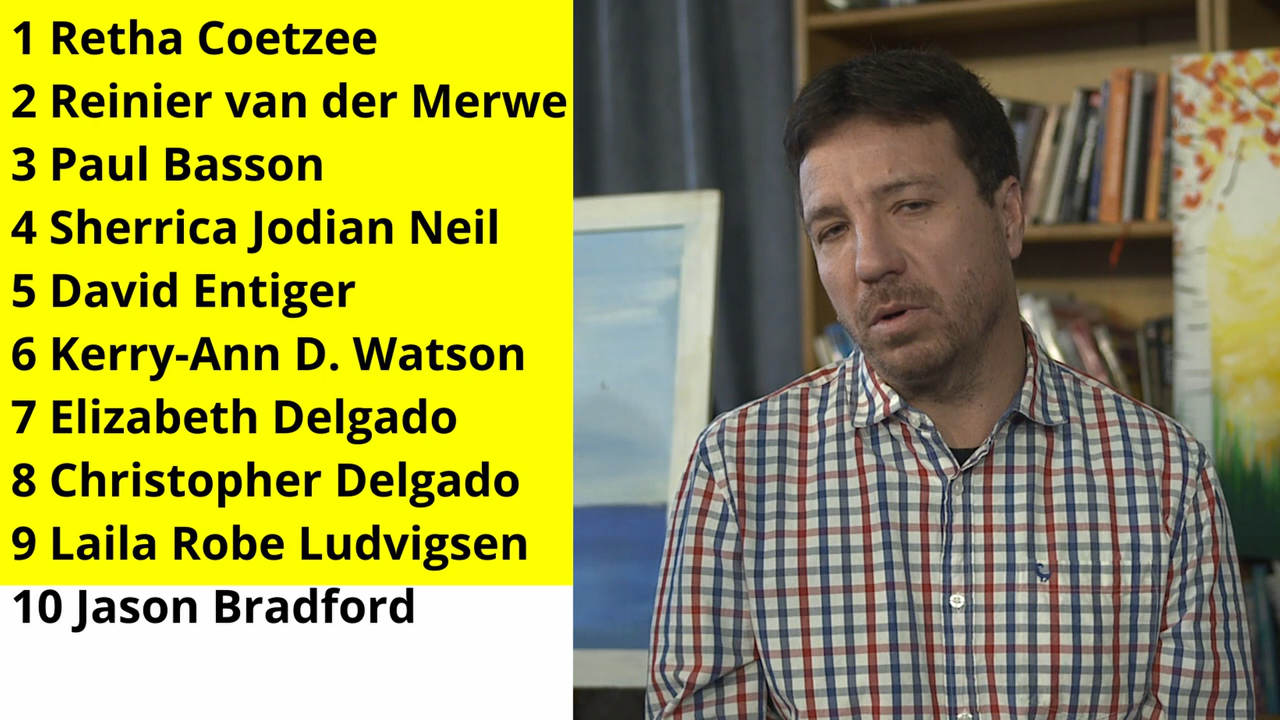 1 Retha Coetzee
2 Reinier van der Merwe
3 Paul Basson
4 Sherrica Jodian Neil
5 David Entiger
6 Kerry-Ann D. Watson
7 Elizabeth Delgado
8 Christopher Delgado
9 Laila Robe Ludvigsen
10 Jason Bradford